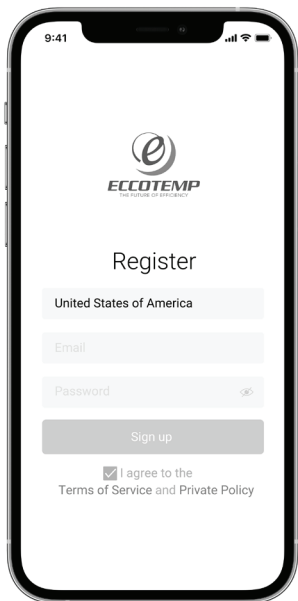 9:41
e
ECCOTEMP
THE FUTURE OF EFFICIENCY
Register
United States of America
Email
Password
Sign up
I agree to the
Terms of Service and Private Policy